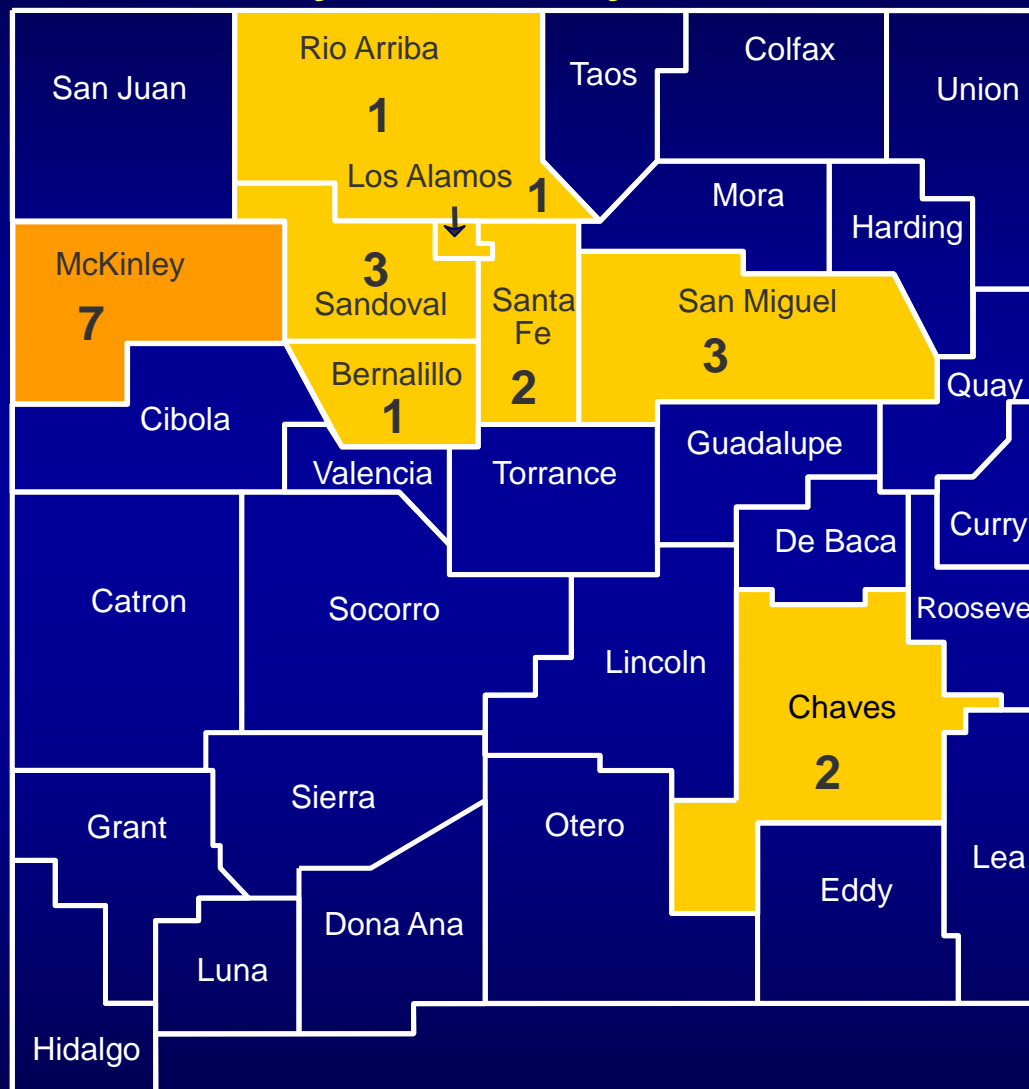 Rio Arriba
1
San Juan
Taos
Colfax
Union
Los Alamos
1
Mora
Harding
McKinley
7
3
Sandoval
Santa
Fe
2
San Miguel
3
Bernalillo
1
Quay
Cibola
Valencia
Torrance
Guadalupe
Curry
De Baca
Catron
Socorro
Rooseve
Lincoln
Chaves
2
Sierra
Grant
Otero
Lea
Eddy
Dona Ana
Luna
Hidalgo